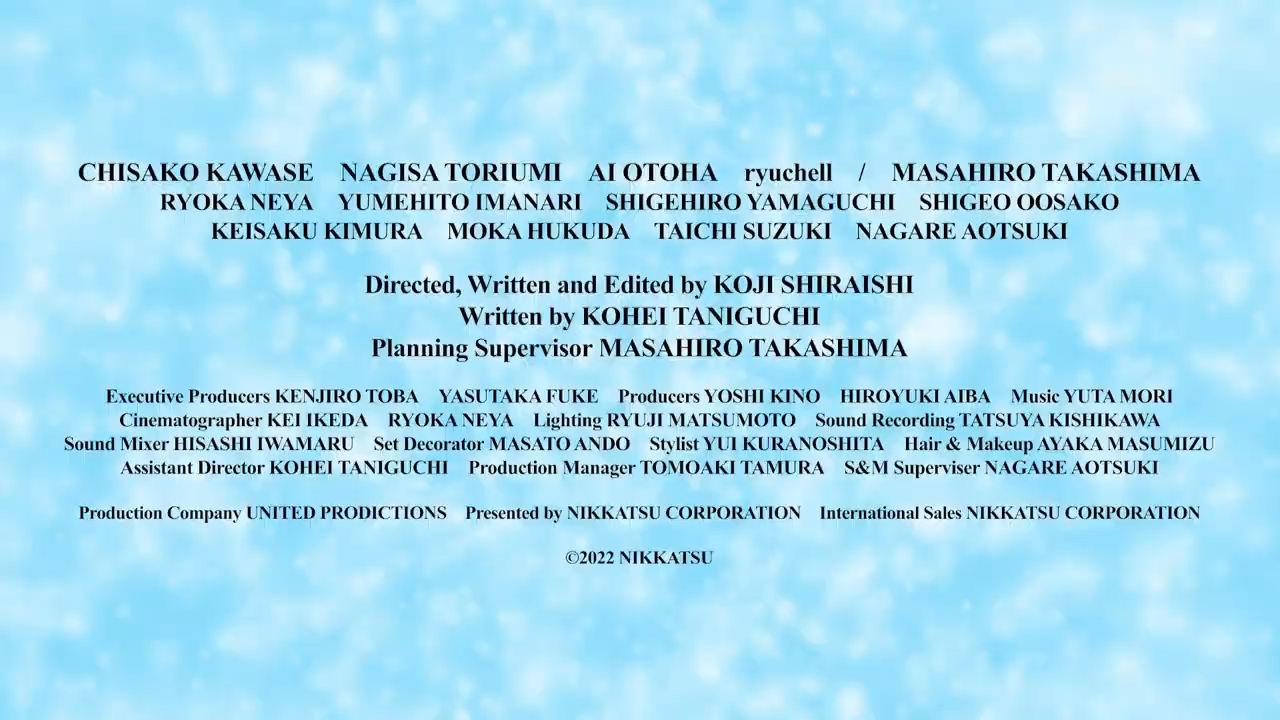 CHISAKO KAWASE NAGISA TORIUMI AI OTOHA ryuchell / MASAHIRO TAKASHIMA
RYOKA NEYA YUMEHITO IMANARI SHIGEHIRO YAMAGUCHI SHIGEO OOSAKO
KEISAKU KIMURA MOKA HUKUDA TAICHI SUZUKI NAGARE AOTSUKI
Directed, Written and Edited by KOJI SHIRAISHI
Written by KOHEI TANIGUCHI
Planning Supervisor MASAHIRO TAKASHIMA
Executive Producers KENJIRO TOBA YASUTAKA FUKE Producers YOSHI KINO HIROYUKI AIBA Music YUTA MORI
Cinematographer KEI IKEDA RYOKA NEYA Lighting RYUJI MATSUMOTO Sound Recording TATSUYA KISHIKAWA
Sound Mixer HISASHI IWAMARU Set Decorator MASATO ANDO Stylist YUI KURANOSHITA Hair & Makeup AYAKA MASUMIZU
Assistant Director KOHEI TANIGUCHI Production Manager TOMOAKI TAMURA S&M Superviser NAGARE AOTSUKI
Production Company UNITED PRODICTIONS Presented by NIKKATSU CORPORATION International Sales NIKKATSU CORPORATION
©2022 NIKKATSU